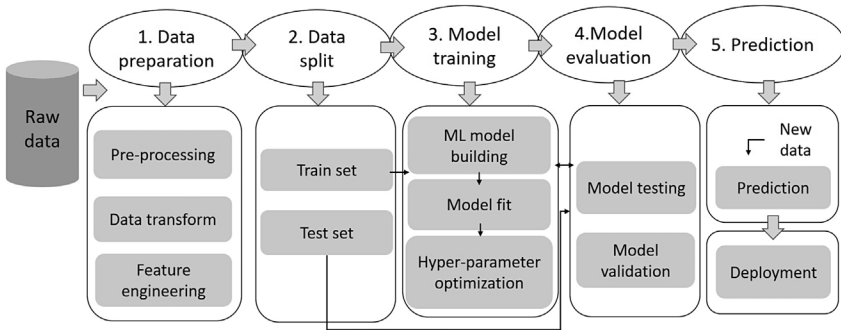 Raw
data
1. Data
preparation
2. Data
split
3. Model
training
4.Model
evaluation
5. Prediction
Pre-processing
Data transform
Feature
engineering
Train set
Test set
ML model
building
Model fit
Hyper-parameter
optimization
Model testing
Model
validation
New
data
Prediction
Deployment